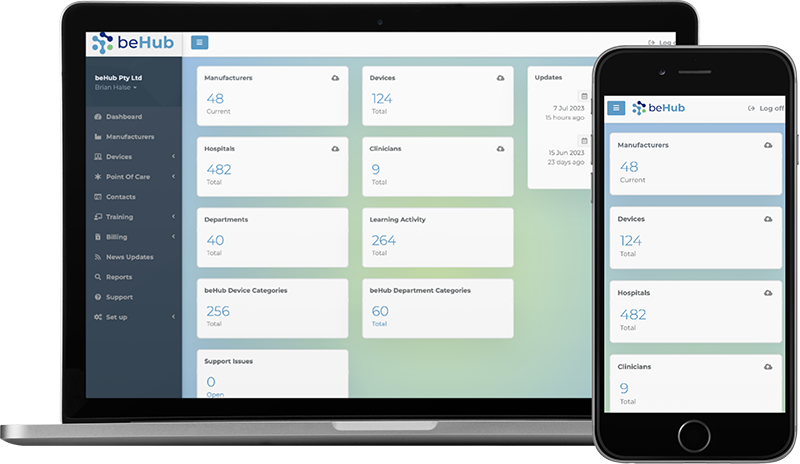 beHub
Log
beHub Pty Ltd
Brian Halse
Dashboard
Manufacturers
Devices
Point Of Care
Contacts
Training
Billing
News Updates
Reports
Support
Set up
Manufacturers
48
Current
Devices
124
Total
Updates
7 Jul 2023
15 hours ago
15 Jun 2023
23 days ago
Hospitals
482
Total
Clinicians
9
Total
Departments
40
Total
Learning Activity
264
Total
beHub Device Categories
256
Total
beHub Department Categories
60
Total
Support Issues
0
Open
beHub
Log off
Manufacturers
48
Current
Devices
124
Total
Hospitals
482
Total
Clinicians
9
Total